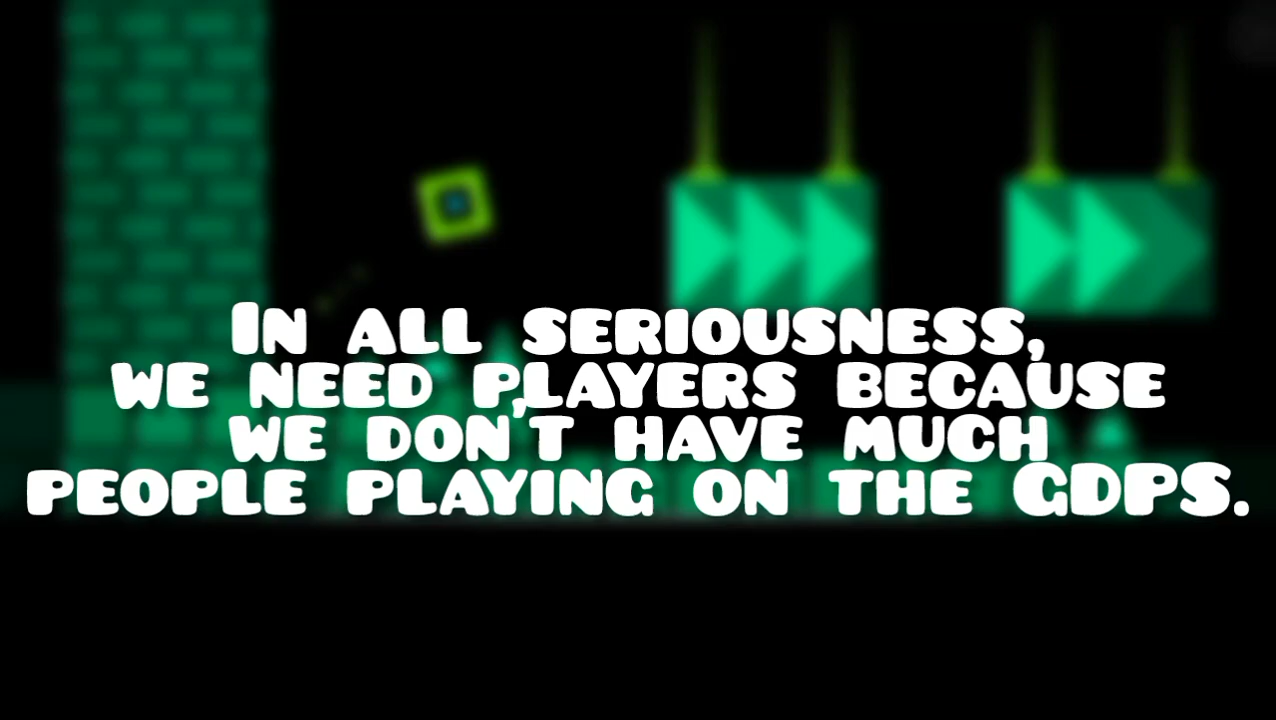 In all seriousness,
we need players because
we don't have much
people playing on the GDPS.